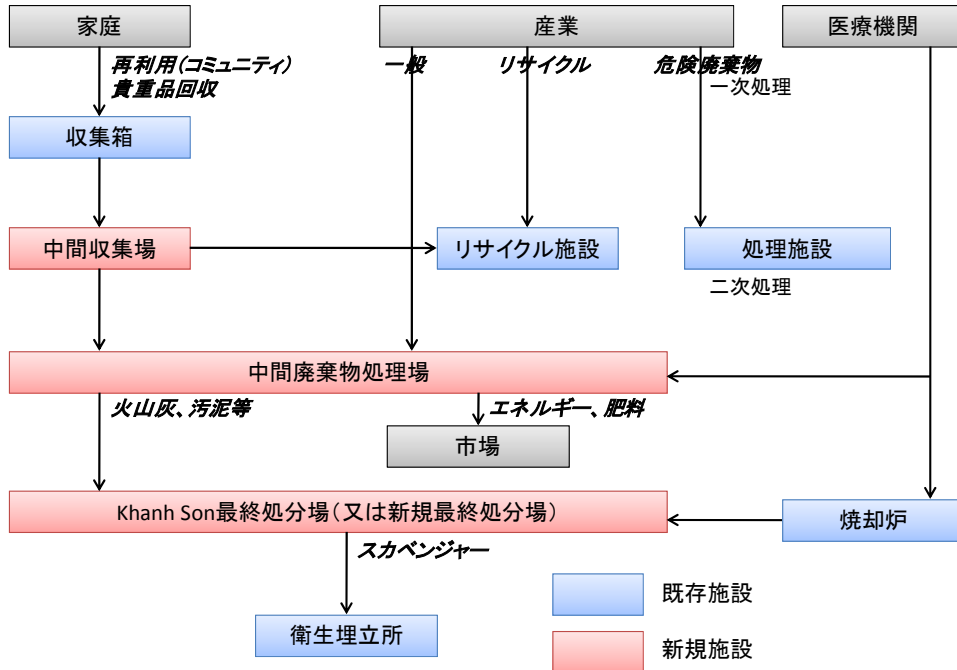 家庭
産業
医療機関
再利用(コミュニティ)
貴重品回収
一般
リサイクル
危険廃棄物
一次処理
収集箱
中間収集場
リサイクル施設
処理施設
二次処理
中間廃棄物処理場
火山灰、汚泥等
エネルギー、肥料
市場
Khanh Son最終処分場(又は新規最終処分場)
焼却炉
スカベンジャー
既存施設
衛生埋立所
新規施設